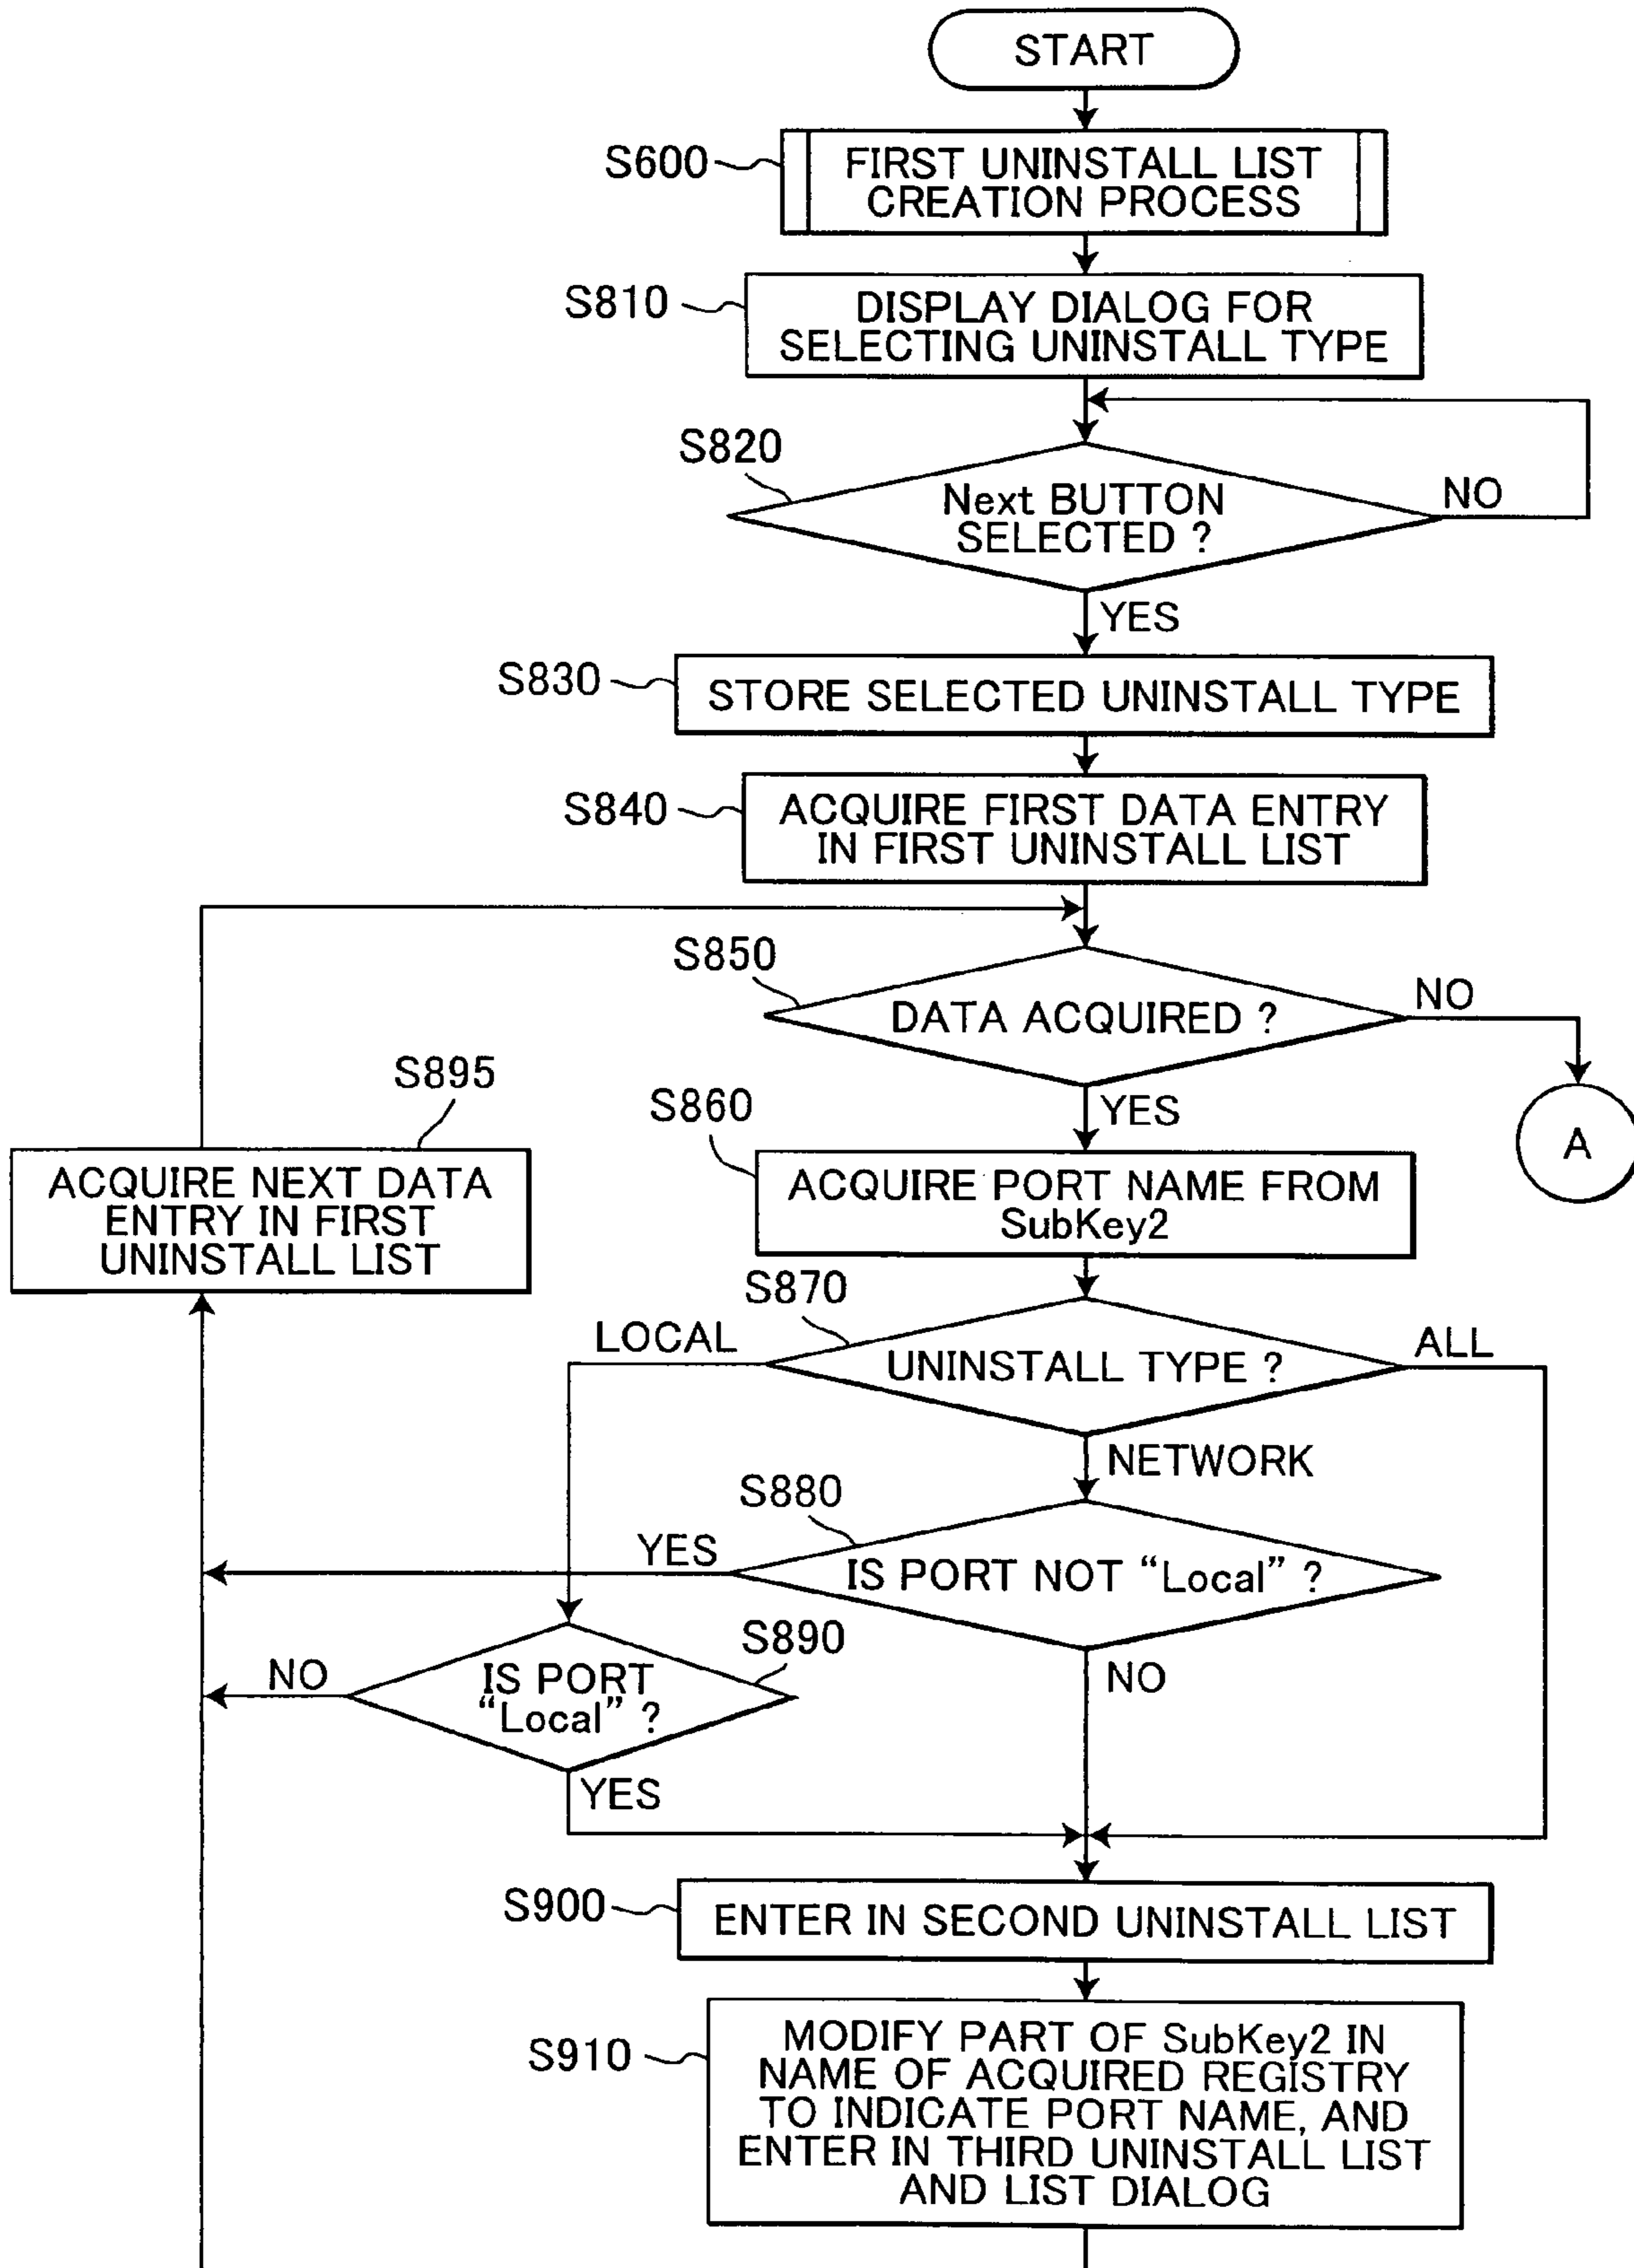 START
S600
FIRST UNINSTALL LIST
CREATION PROCESS
S810
DISPLAY DIALOG FOR
SELECTING UNINSTALL TYPE
S820
Next BUTTON
SELECTED ?
NO
YES
S830
STORE SELECTED UNINSTALL TYPE
S840
ACQUIRE FIRST DATA ENTRY
IN FIRST UNINSTALL LIST
S850
DATA ACQUIRED ?
NO
A
YES
S895
ACQUIRE NEXT DATA
ENTRY IN FIRST
UNINSTALL LIST
S860
ACQUIRE PORT NAME FROM
SubKey2
S870
LOCAL
UNINSTALL TYPE ?
ALL
NETWORK
S880
YES
IS PORT NOT “Local” ?
NO
S890
NO
IS PORT
“Local” ?
YES
S900
ENTER IN SECOND UNINSTALL LIST
S910
MODIFY PART OF SubKey2 IN
NAME OF ACQUIRED REGISTRY
TO INDICATE PORT NAME, AND
ENTER IN THIRD UNINSTALL LIST
AND LIST DIALOG